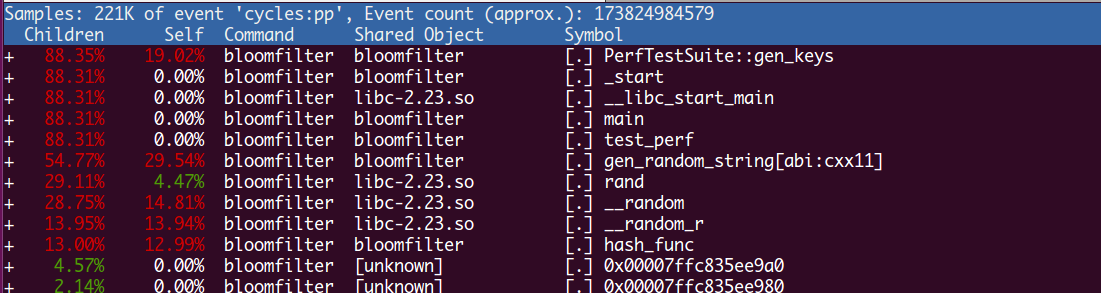 Samples: 221K of event 'cycles:pp', Event count (approx.): 173824984579
Children Self Command Shared Object Symbol
+ 88.35% 19.02% bloomfilter bloomfilter [.] PerfTestSuite::gen_keys
+ 88.31% 0.00% bloomfilter bloomfilter [.] _start
+ 88.31% 0.00% bloomfilter libc-2.23.so [.] __libc_start_main
+ 88.31% 0.00% bloomfilter bloomfilter [.] main
+ 88.31% 0.00% bloomfilter bloomfilter [.] test_perf
+ 54.77% 29.54% bloomfilter bloomfilter [.] gen_random_string[abi:cxx11]
+ 29.11% 4.47% bloomfilter libc-2.23.so [.] rand
+ 28.75% 14.81% bloomfilter libc-2.23.so [.] __random
+ 13.95% 13.94% bloomfilter libc-2.23.so [.] __random_r
+ 13.00% 12.99% bloomfilter bloomfilter [.] hash_func
+ 4.57% 0.00% bloomfilter [unknown] [.] 0x00007ffc835ee9a0
+ 2.14% 0.00% bloomfilter [unknown] [.] 0x00007ffc835ee980